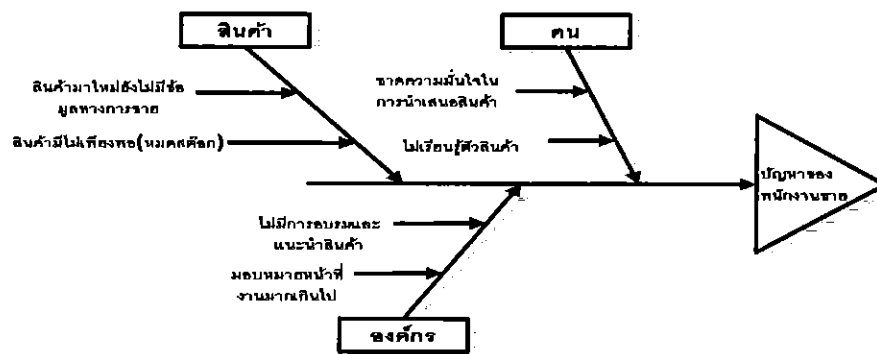 สินค้า
คน
สินค้ามาใหม่ยังไม่มีข้อ
มูลทางการขาย
สินค้ามีไม่เพียงพอ(หมดสต๊อก)
ขาดความมั่นใจใน
การนำเสนอสินค้า
ไม่เรียนรู้ตัวสินค้า
ปัญหาของ
พนักงานขาย
ไม่มีการอบรมและ
แนะนำสินค้า
มอบหมายหน้าที่
งานมากเกินไป
องค์กร